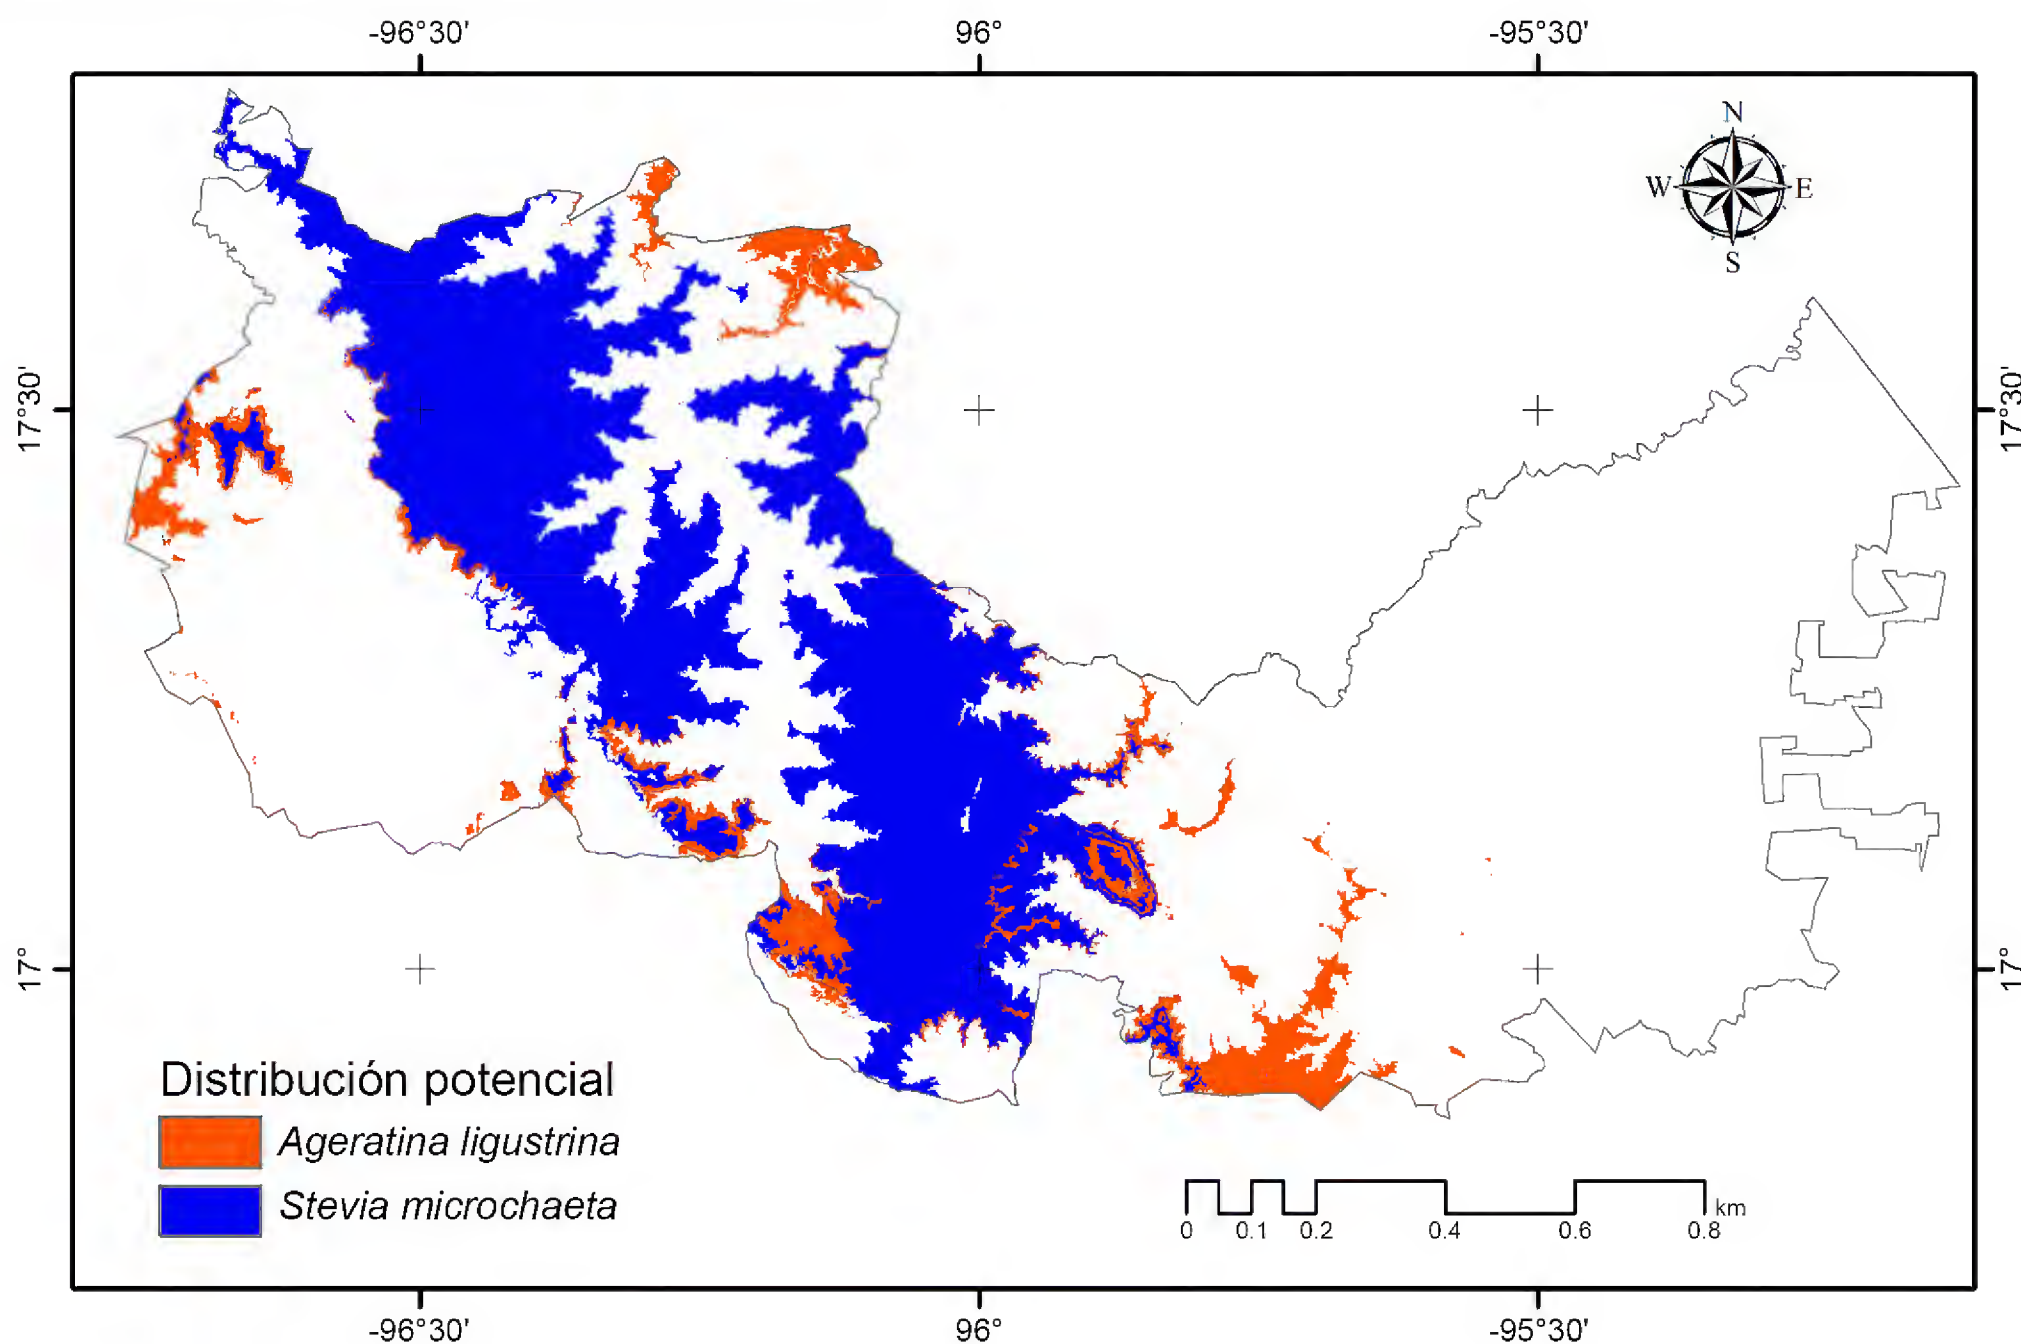 -96°30' 96° -95°30'
N
W E
S
17°30' 17°30'
17° 17°
Distribución potencial
Ageratina ligustrina
Stevia microchaeta
km
0 0.1 0.2 0.4 0.6 0.8
-96°30' 96° -95°30'